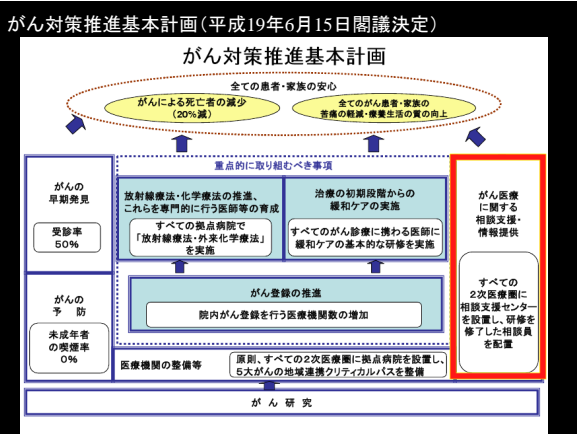 がん対策推進基本計画(平成19年6月15日閣議決定)
がん対策推進基本計画
全ての患者・家族の安心
がんによる死亡者の減少
(20%減)
全てのがん患者・家族の
苦痛の軽減・療養生活の質の向上
重点的に取り組むべき事項
がんの
早期発見
受診率
50%
放射線療法・化学療法の推進、
これらを専門的に行う医師等の育成
すべての拠点病院で
「放射線療法・外来化学療法」
を実施
治療の初期段階からの
緩和ケアの実施
すべてのがん診療に携わる医師に
緩和ケアの基本的な研修を実施
がん医療
に関する
相談支援・
情報提供
すべての
2次医療圏に
相談支援センター
を設置し、研修を
修了した相談員
を配置
がんの
予 防
未成年者
の喫煙率
0%
がん登録の推進
院内がん登録を行う医療機関数の増加
医療機関の整備等
原則、すべての2次医療圏に拠点病院を設置し、
5大がんの地域連携クリティカルパスを整備
が ん 研 究